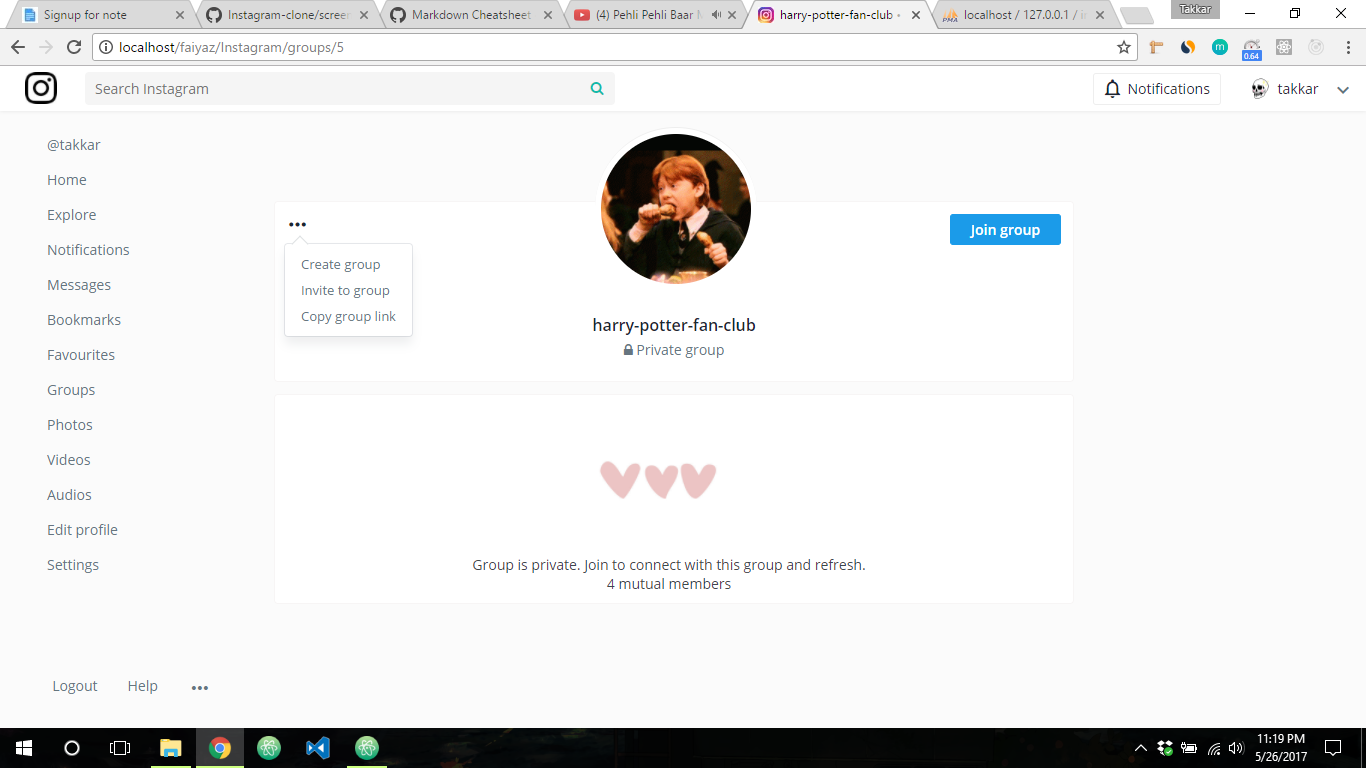 Signup for note
Instagram-clone/screen
Markdown Cheatsheet
(4) Pehli Pehli Baar
harry-potter-fan-club
localhost / 127.0.0.1 /
Takkar
localhost/faiyaz/Instagram/groups/5
m
0.64
Search Instagram
Notifications
takkar
@takkar
Home
Explore
Notifications
Messages
Bookmarks
Favourites
Groups
Photos
Videos
Audios
Edit profile
Settings
Logout
Help
Join group
Create group
Invite to group
Copy group link
harry-potter-fan-club
Private group
Group is private. Join to connect with this group and refresh.
4 mutual members
11:19 PM
5/26/2017